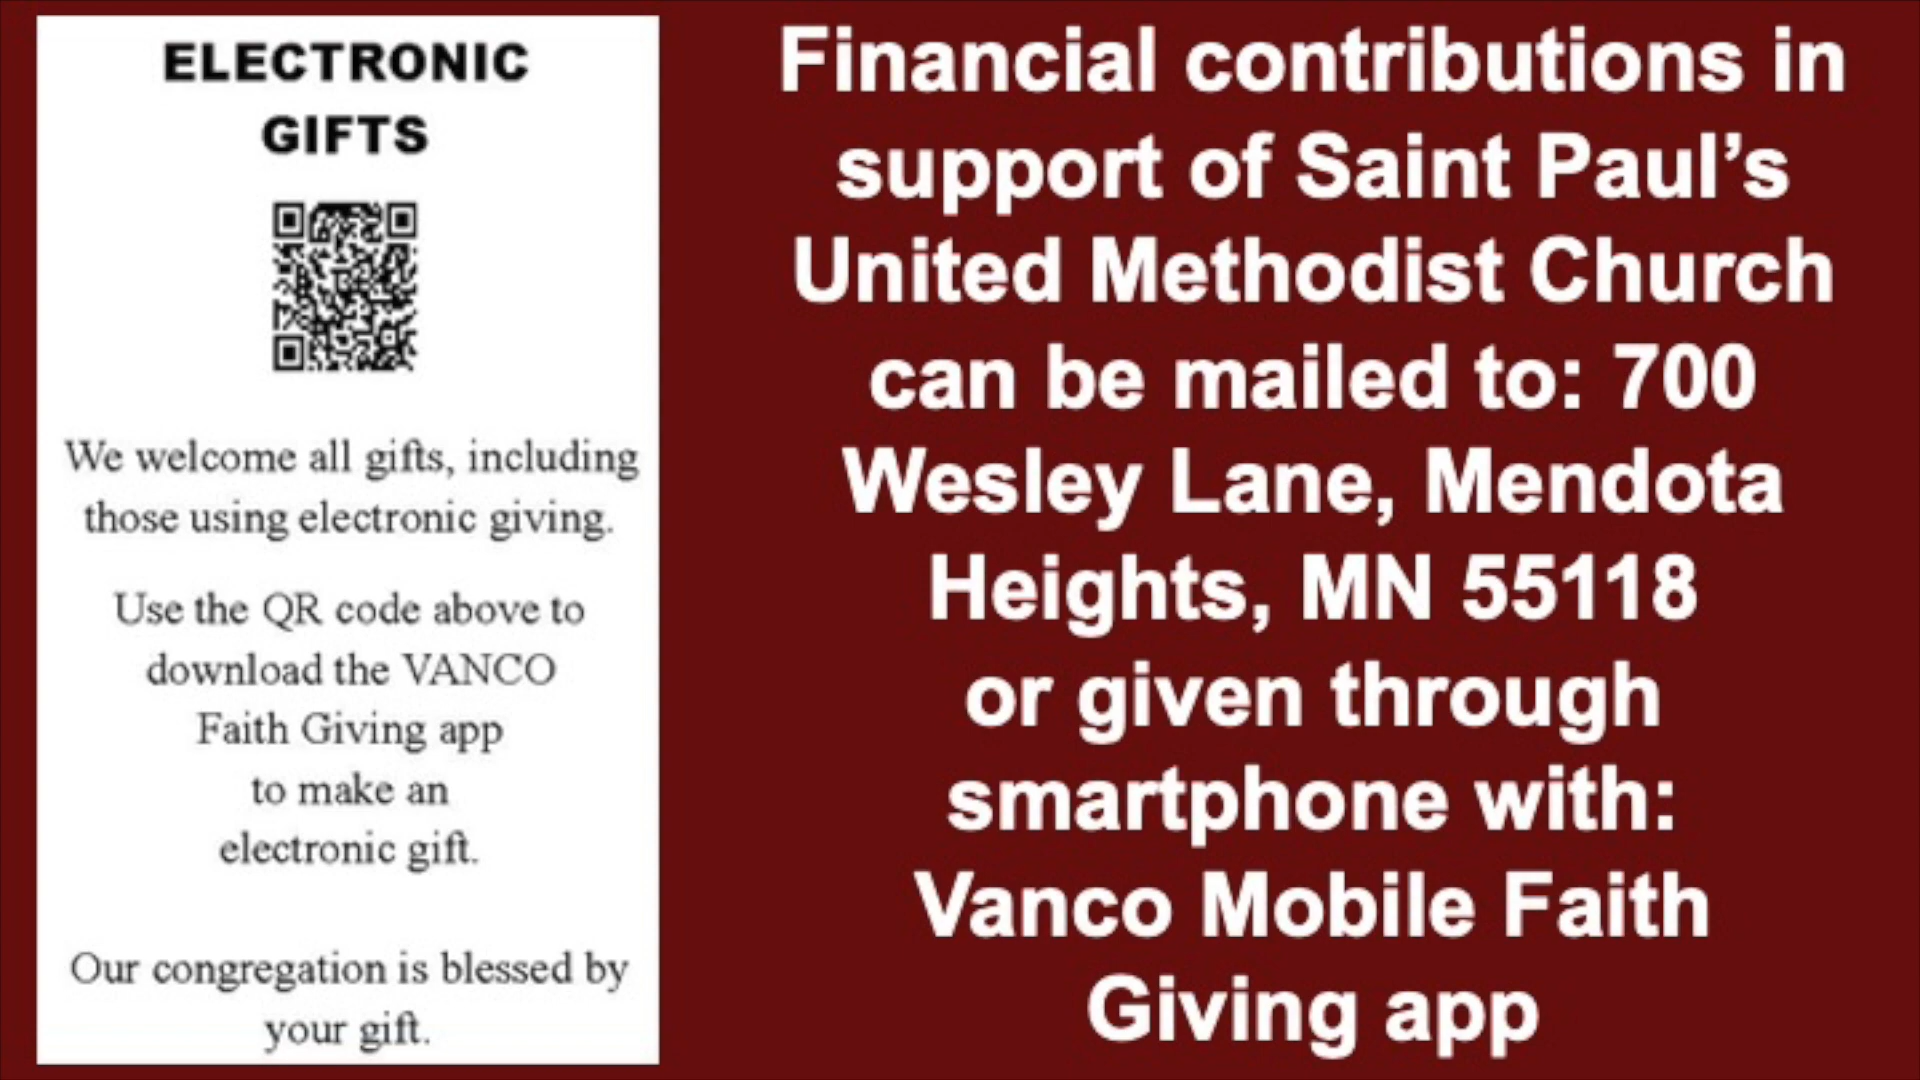 ELECTRONIC
GIFTS
We welcome all gifts, including
those using electronic giving.
Use the QR code above to
download the VANCO
Faith Giving app
to make an
electronic gift.
Our congregation is blessed by
your gift.
Financial contributions in
support of Saint Paul’s
United Methodist Church
can be mailed to: 700
Wesley Lane, Mendota
Heights, MN 55118
or given through
smartphone with:
Vanco Mobile Faith
Giving app